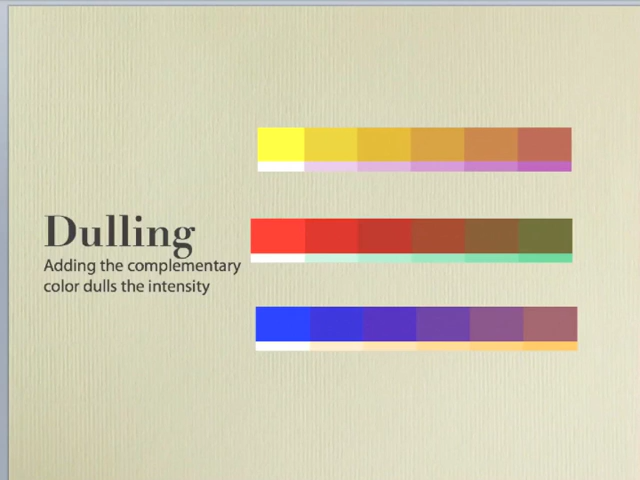 Dulling
Adding the complementary
color dulls the intensity